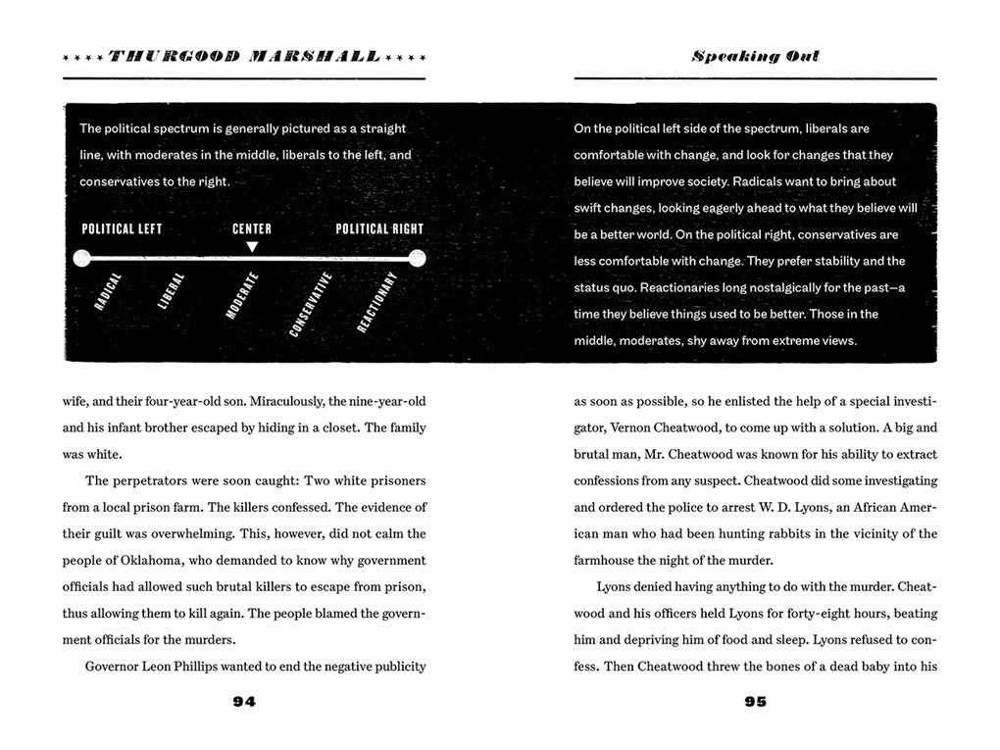 ★★★★ THURGOOD MARSHALL ★★★★
The political spectrum is generally pictured as a straight
line, with moderates in the middle, liberals to the left, and
conservatives to the right.
POLITICAL LEFT CENTER POLITICAL RIGHT
RADICAL LIBERAL MODERATE CONSERVATIVE REACTIONARY
wife, and their four-year-old son. Miraculously, the nine-year-old
and his infant brother escaped by hiding in a closet. The family
was white.
The perpetrators were soon caught: Two white prisoners
from a local prison farm. The killers confessed. The evidence of
their guilt was overwhelming. This, however, did not calm the
people of Oklahoma, who demanded to know why government
officials had allowed such brutal killers to escape from prison,
thus allowing them to kill again. The people blamed the govern-
ment officials for the murders.
Governor Leon Phillips wanted to end the negative publicity
94
Speaking Out
On the political left side of the spectrum, liberals are
comfortable with change, and look for changes that they
believe will improve society. Radicals want to bring about
swift changes, looking eagerly ahead to what they believe will
be a better world. On the political right, conservatives are
less comfortable with change. They prefer stability and the
status quo. Reactionaries long nostalgically for the past—a
time they believe things used to be better. Those in the
middle, moderates, shy away from extreme views.
as soon as possible, so he enlisted the help of a special investi-
gator, Vernon Cheatwood, to come up with a solution. A big and
brutal man, Mr. Cheatwood was known for his ability to extract
confessions from any suspect. Cheatwood did some investigating
and ordered the police to arrest W. D. Lyons, an African Amer-
ican man who had been hunting rabbits in the vicinity of the
farmhouse the night of the murder.
Lyons denied having anything to do with the murder. Cheat-
wood and his officers held Lyons for forty-eight hours, beating
him and depriving him of food and sleep. Lyons refused to con-
fess. Then Cheatwood threw the bones of a dead baby into his
95